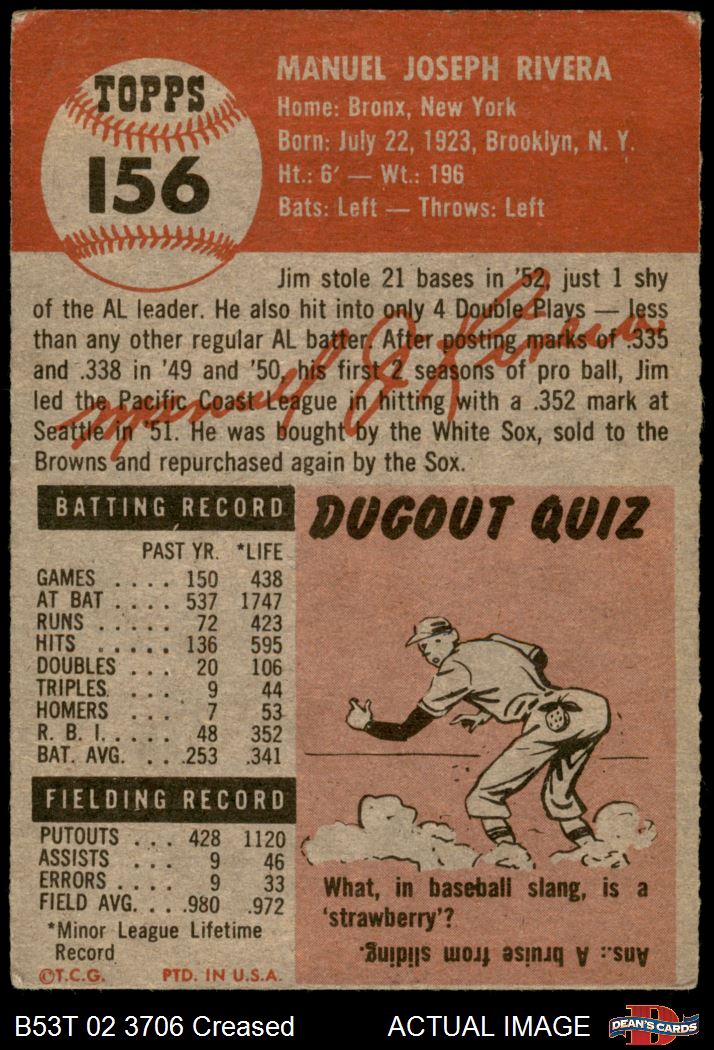 TOPPS
156
MANUEL JOSEPH RIVERA
Home: Bronx, New York
Born: July 22, 1923, Brooklyn, N. Y.
Ht.: 6' — Wt.: 196
Bats: Left — Throws: Left
Jim stole 21 bases in '52, just 1 shy
of the AL leader. He also hit into only 4 Double Plays — less
than any other regular AL batter. After posting marks of .335
and .338 in '49 and '50, his first 2 seasons of pro ball, Jim
led the Pacific Coast League in hitting with a .352 mark at
Seattle in '51. He was bought by the White Sox, sold to the
Browns and repurchased again by the Sox.
Manuel J. Rivera
BATTING RECORD
PAST YR. *LIFE
GAMES .... 150 438
AT BAT .... 537 1747
RUNS ..... 72 423
HITS ..... 136 595
DOUBLES ... 20 106
TRIPLES. ... 9 44
HOMERS ... 7 53
R. B. I. .... 48 352
BAT. AVG. ... .253 .341
FIELDING RECORD
PUTOUTS ... 428 1120
ASSISTS ... 9 46
ERRORS .... 9 33
FIELD AVG. ... .980 .972
*Minor League Lifetime
Record
©T.C.G. PTD. IN U.S.A.
DUGOUT QUIZ
What, in baseball slang, is a
'strawberry'?
Ans.: A bruise from sliding.
B53T 02 3706 Creased
ACTUAL IMAGE
DEAN'S CARDS